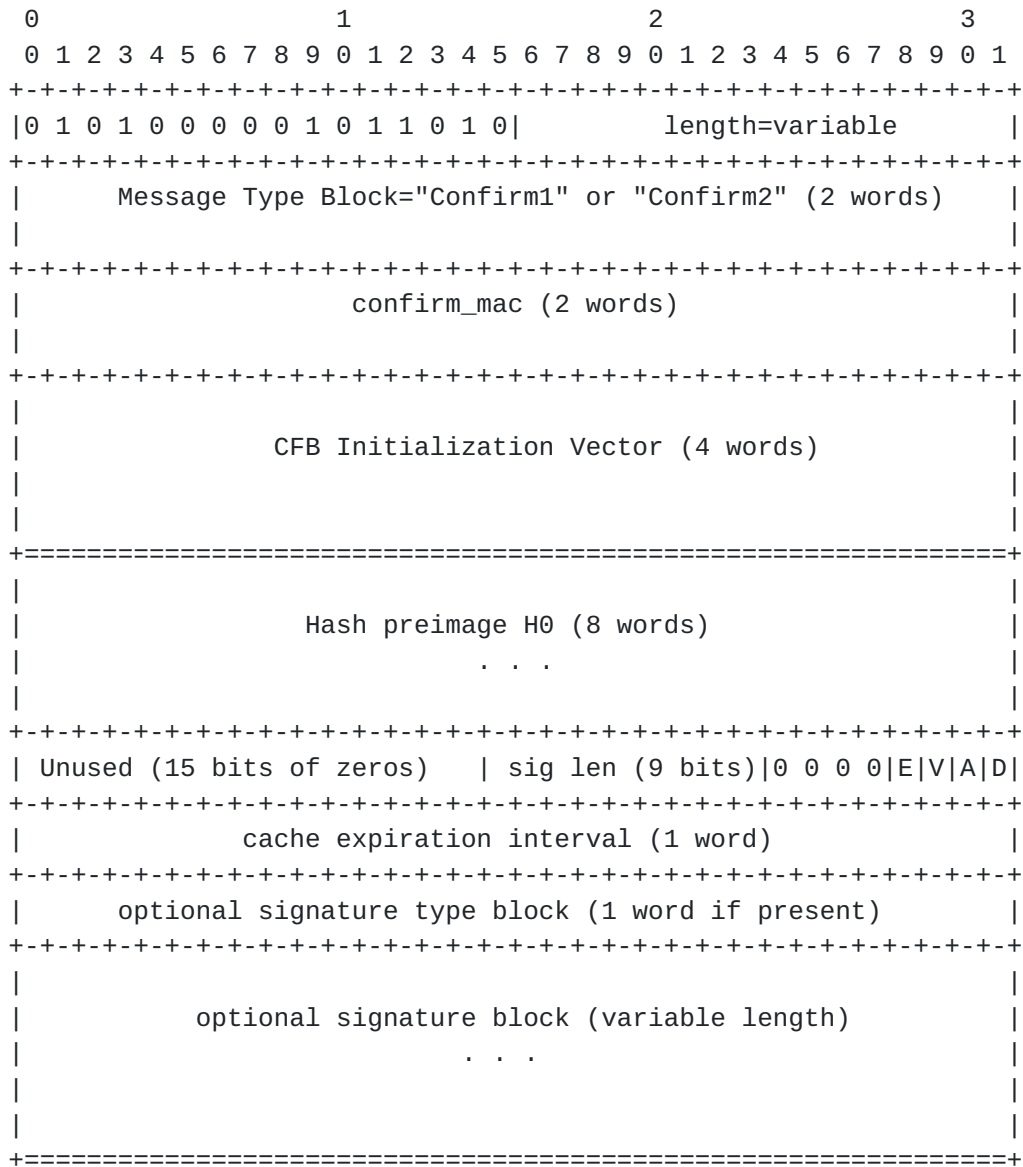 0                   1                   2                   3
 0 1 2 3 4 5 6 7 8 9 0 1 2 3 4 5 6 7 8 9 0 1 2 3 4 5 6 7 8 9 0 1
+-+-+-+-+-+-+-+-+-+-+-+-+-+-+-+-+-+-+-+-+-+-+-+-+-+-+-+-+-+-+-+-+
|0 1 0 1 0 0 0 0 0 1 0 1 1 0 1 0|         length=variable       |
+-+-+-+-+-+-+-+-+-+-+-+-+-+-+-+-+-+-+-+-+-+-+-+-+-+-+-+-+-+-+-+-+
|      Message Type Block="Confirm1" or "Confirm2" (2 words)    |
|                                                               |
+-+-+-+-+-+-+-+-+-+-+-+-+-+-+-+-+-+-+-+-+-+-+-+-+-+-+-+-+-+-+-+-+
|                     confirm_mac (2 words)                     |
|                                                               |
+-+-+-+-+-+-+-+-+-+-+-+-+-+-+-+-+-+-+-+-+-+-+-+-+-+-+-+-+-+-+-+-+
|                                                               |
|                CFB Initialization Vector (4 words)            |
|                                                               |
|                                                               |
+===============================================================+
|                                                               |
|                  Hash preimage H0 (8 words)                   |
|                             . . .                             |
|                                                               |
+-+-+-+-+-+-+-+-+-+-+-+-+-+-+-+-+-+-+-+-+-+-+-+-+-+-+-+-+-+-+-+-+
| Unused (15 bits of zeros)   | sig len (9 bits)|0 0 0 0|E|V|A|D|
+-+-+-+-+-+-+-+-+-+-+-+-+-+-+-+-+-+-+-+-+-+-+-+-+-+-+-+-+-+-+-+-+
|              cache expiration interval (1 word)               |
+-+-+-+-+-+-+-+-+-+-+-+-+-+-+-+-+-+-+-+-+-+-+-+-+-+-+-+-+-+-+-+-+
|      optional signature type block (1 word if present)        |
+-+-+-+-+-+-+-+-+-+-+-+-+-+-+-+-+-+-+-+-+-+-+-+-+-+-+-+-+-+-+-+-+
|                                                               |
|           optional signature block (variable length)          |
|                            . . .                              |
|                                                               |
|                                                               |
+===============================================================+